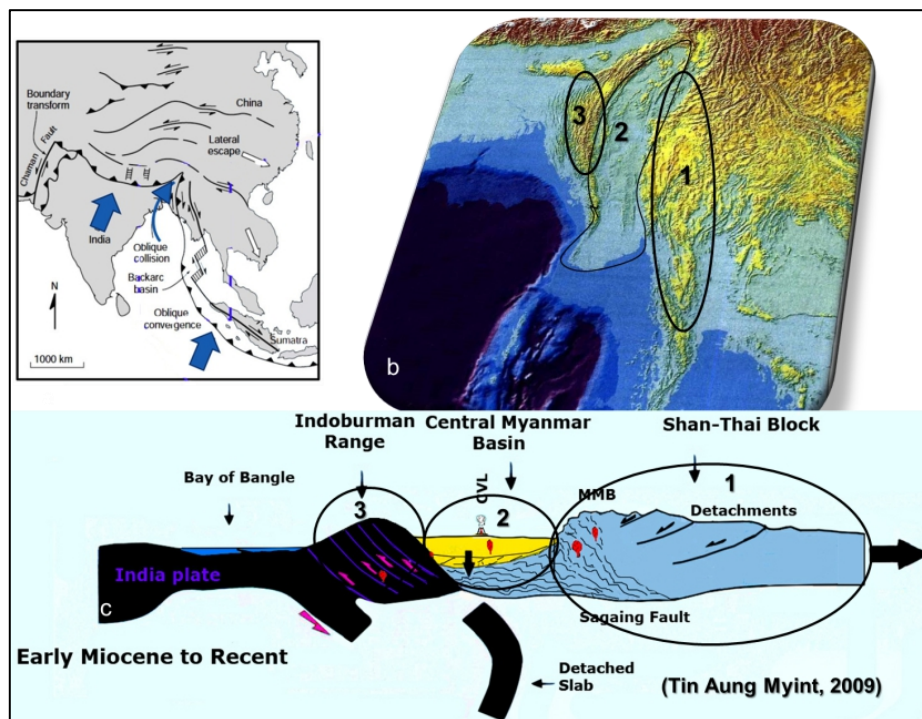 Boundary
transform
Chaman Fault
China
Lateral
escape
India
Oblique
collision
Backarc
basin
N
Oblique
convergence
Sumatra
1000 km
3
2
1
b
Indoburman
Range
Central Myanmar
Basin
Shan-Thai Block
Bay of Bangle
CVL
MMB
1
3
2
Detachments
India plate
c
Sagaing Fault
Early Miocene to Recent
Detached
Slab
(Tin Aung Myint, 2009)